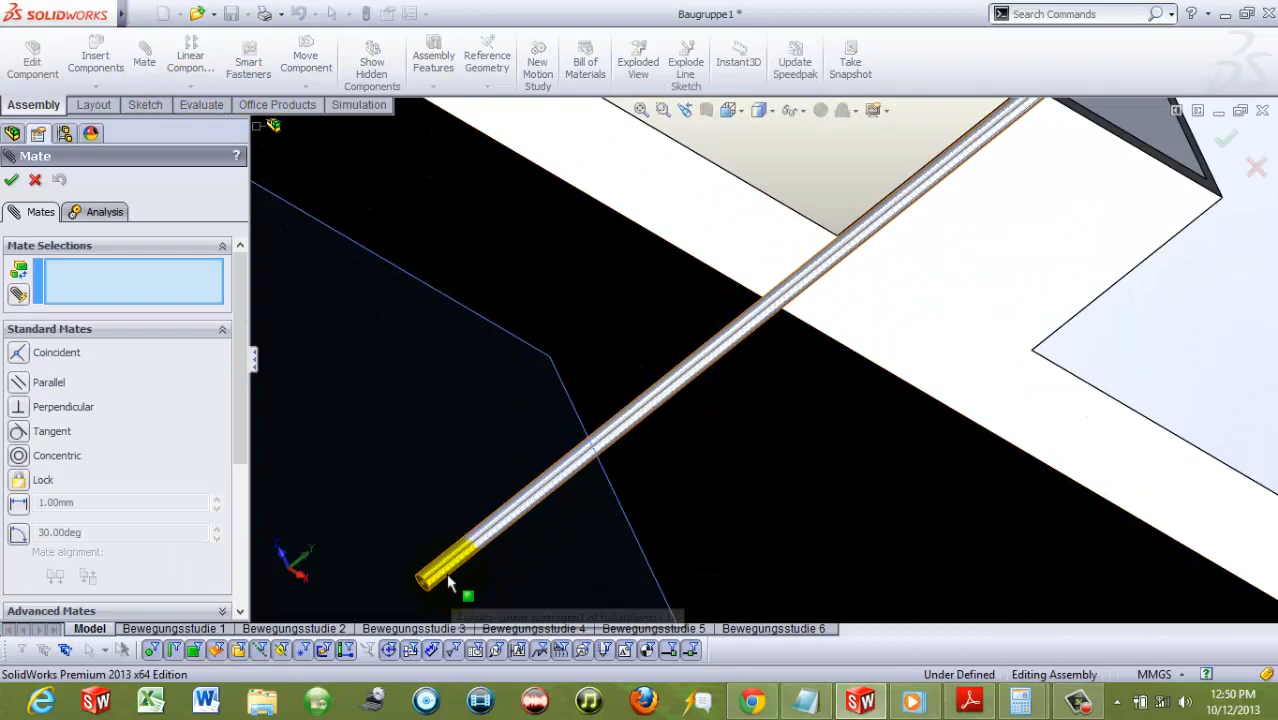 SOLIDWORKS
Baugruppe1 *
Search Commands
Edit Component
Insert Components
Mate
Linear Compon...
Smart Fasteners
Move Component
Show Hidden Components
Assembly Features
Reference Geometry
New Motion Study
Bill of Materials
Exploded View
Explode Line Sketch
Instant3D
Update Speedpak
Take Snapshot
Assembly
Layout
Sketch
Evaluate
Office Products
Simulation
Mate
?
Mates
Analysis
Mate Selections
Standard Mates
Coincident
Parallel
Perpendicular
Tangent
Concentric
Lock
1.00mm
30.00deg
Mate alignment:
Advanced Mates
Model
Bewegungsstudie 1
Bewegungsstudie 2
Bewegungsstudie 3
Bewegungsstudie 4
Bewegungsstudie 5
Bewegungsstudie 6
SolidWorks Premium 2013 x64 Edition
Under Defined
Editing Assembly
MMGS
12:50 PM
10/12/2013